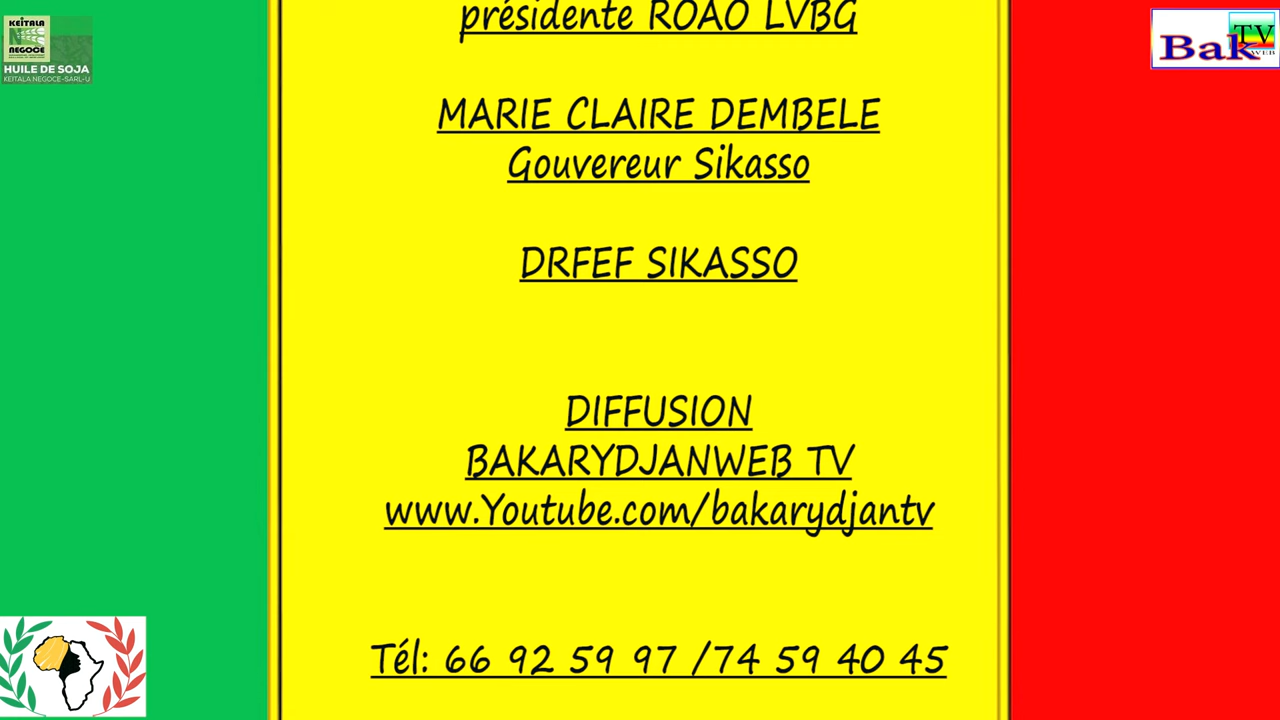 présidente ROAO LVBG
MARIE CLAIRE DEMBELE
Gouvereur Sikasso
DRFEF SIKASSO
DIFFUSION
BAKARYDJANWEB TV
www.Youtube.com/bakarydjantv
Tél: 66 92 59 97 /74 59 40 45
KEITALA
NEGOCE
HUILE DE SOJA
KEITALA NEGOCE-SARL-U
Bak TV
WEB